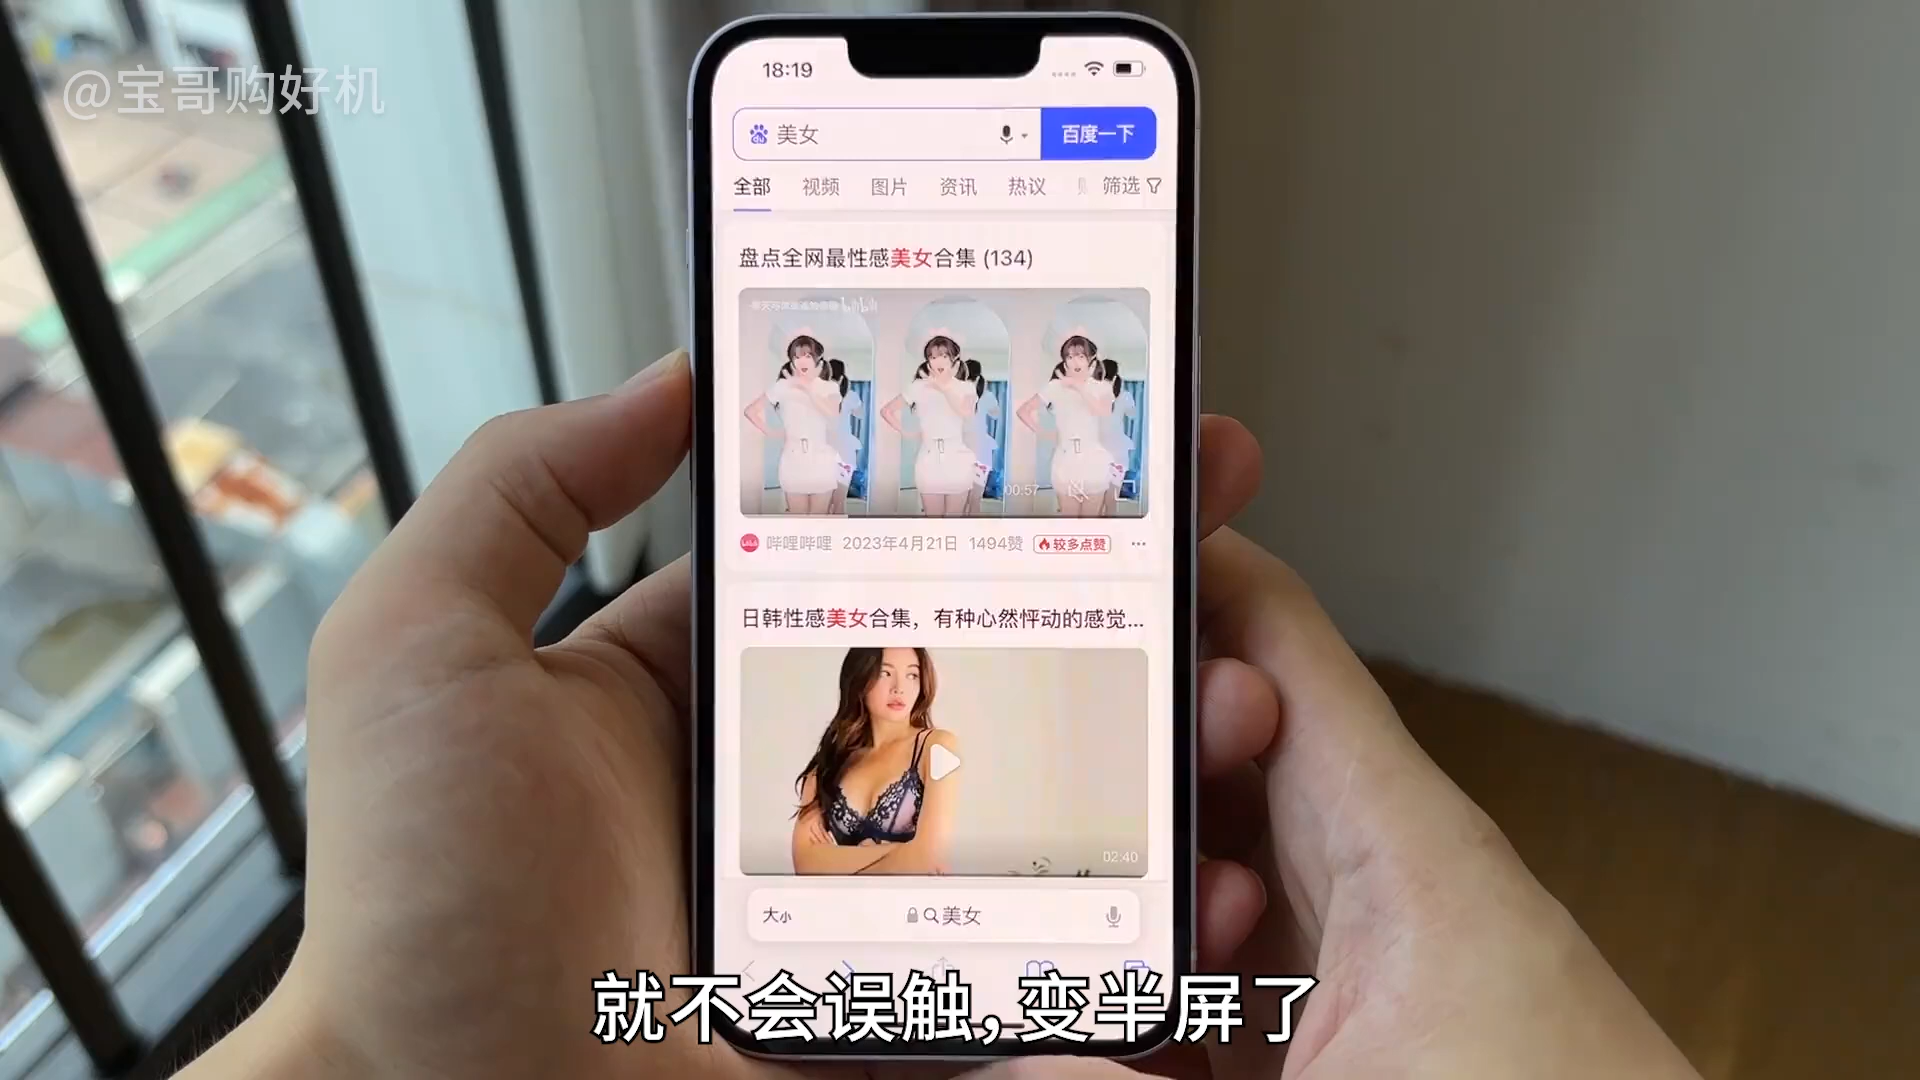 @宝哥购好机
18:19
美女
百度一下
全部 视频 图片 资讯 热议 筛选
盘点全网最性感美女合集 (134)
00:57
哔哩哔哩 2023年4月21日 1494赞 较多点赞 ...
日韩性感美女合集，有种心然怦动的感觉...
02:40
大小 美女
就不会误触，变半屏了